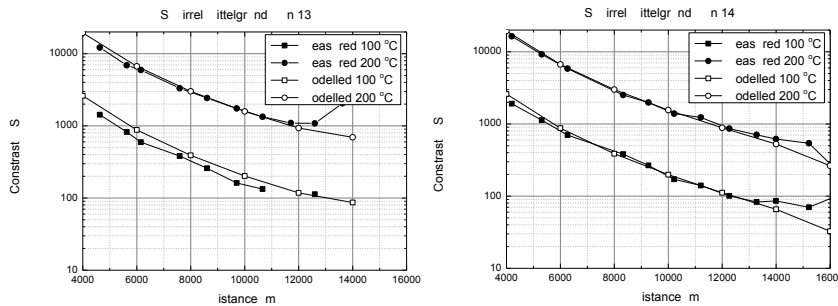 S irrel ittelgr nd n 13
10000
1000
100
10
4000 6000 8000 10000 12000 14000 16000
Constrast S
istance m
eas red 100 °C
eas red 200 °C
odelled 100 °C
odelled 200 °C
S irrel ittelgr nd n 14
10000
1000
100
10
4000 6000 8000 10000 12000 14000 16000
Constrast S
istance m
eas red 100 °C
eas red 200 °C
odelled 100 °C
odelled 200 °C